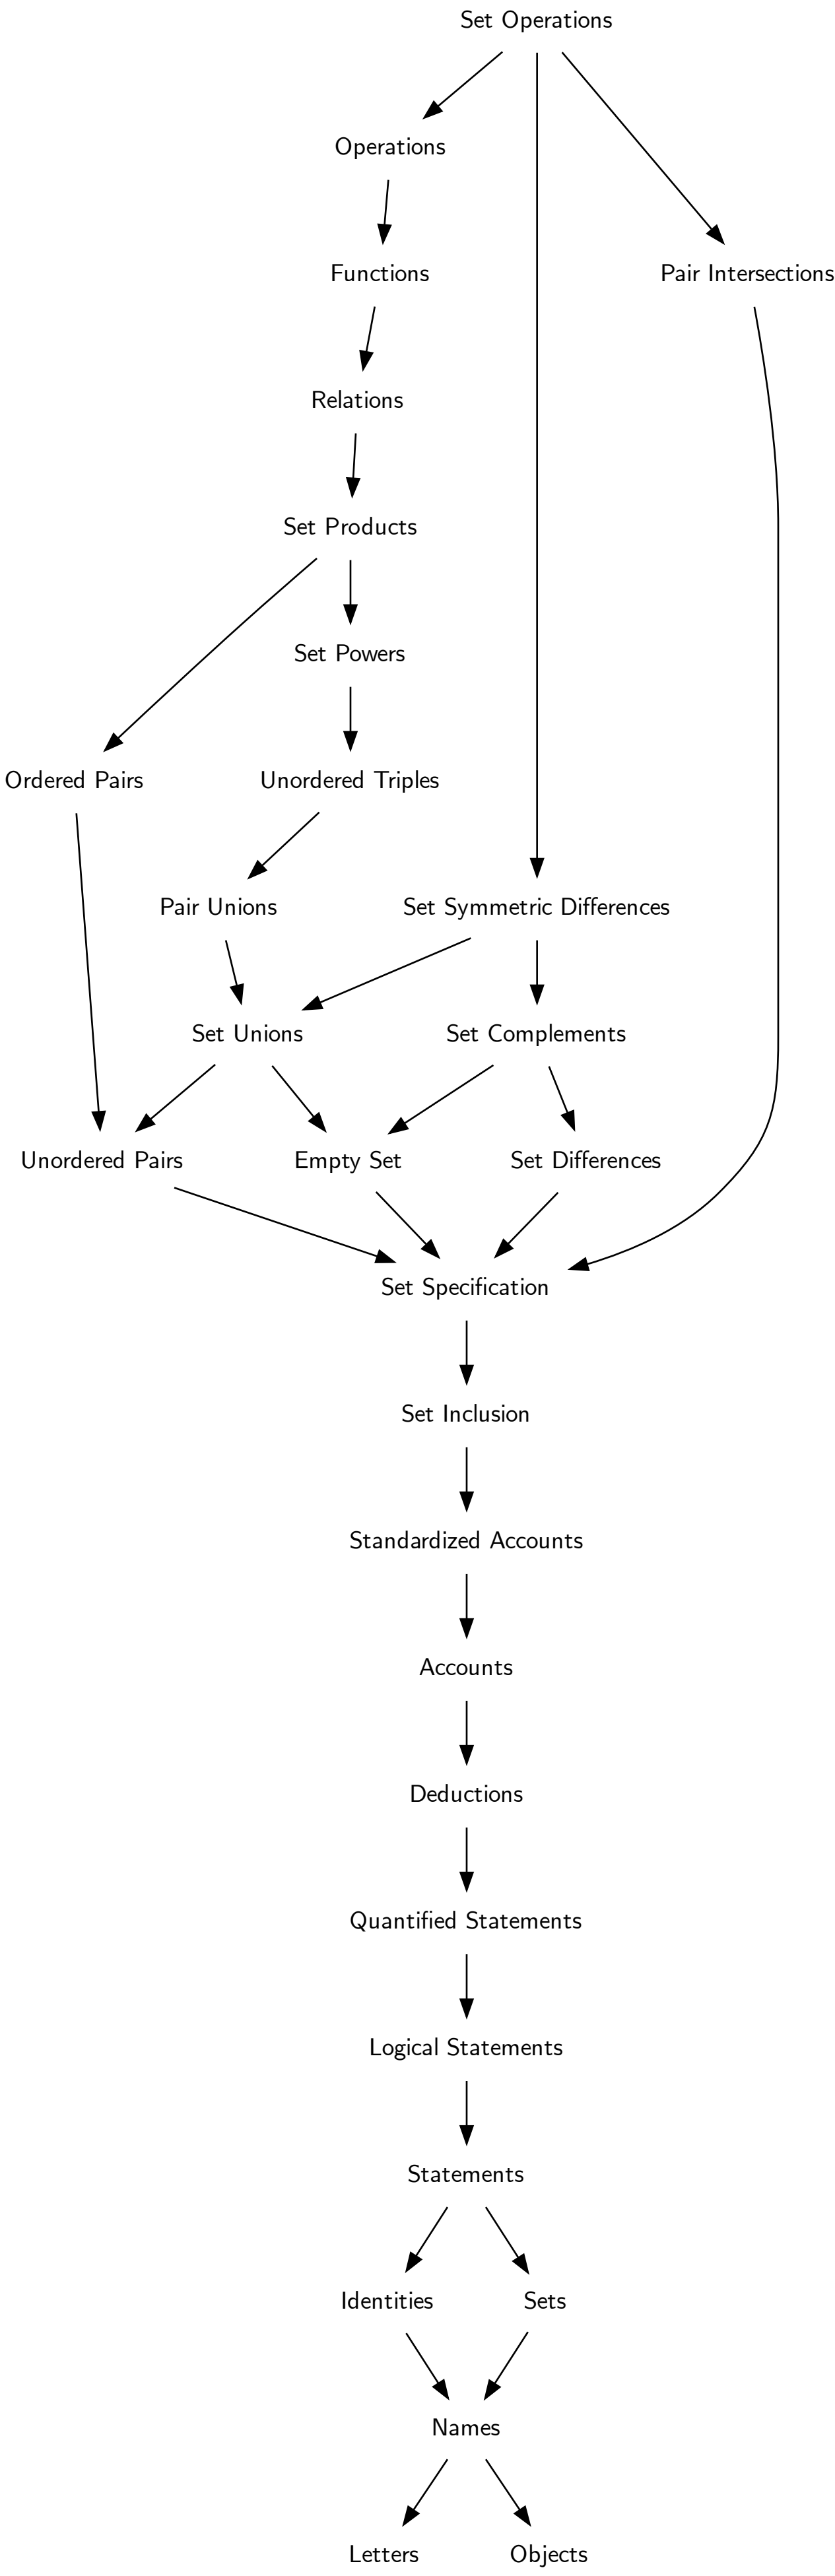 Set Operations
Operations
Functions
Pair Intersections
Relations
Set Products
Set Powers
Ordered Pairs
Unordered Triples
Pair Unions
Set Symmetric Differences
Set Unions
Set Complements
Unordered Pairs
Empty Set
Set Differences
Set Specification
Set Inclusion
Standardized Accounts
Accounts
Deductions
Quantified Statements
Logical Statements
Statements
Identities
Sets
Names
Letters
Objects